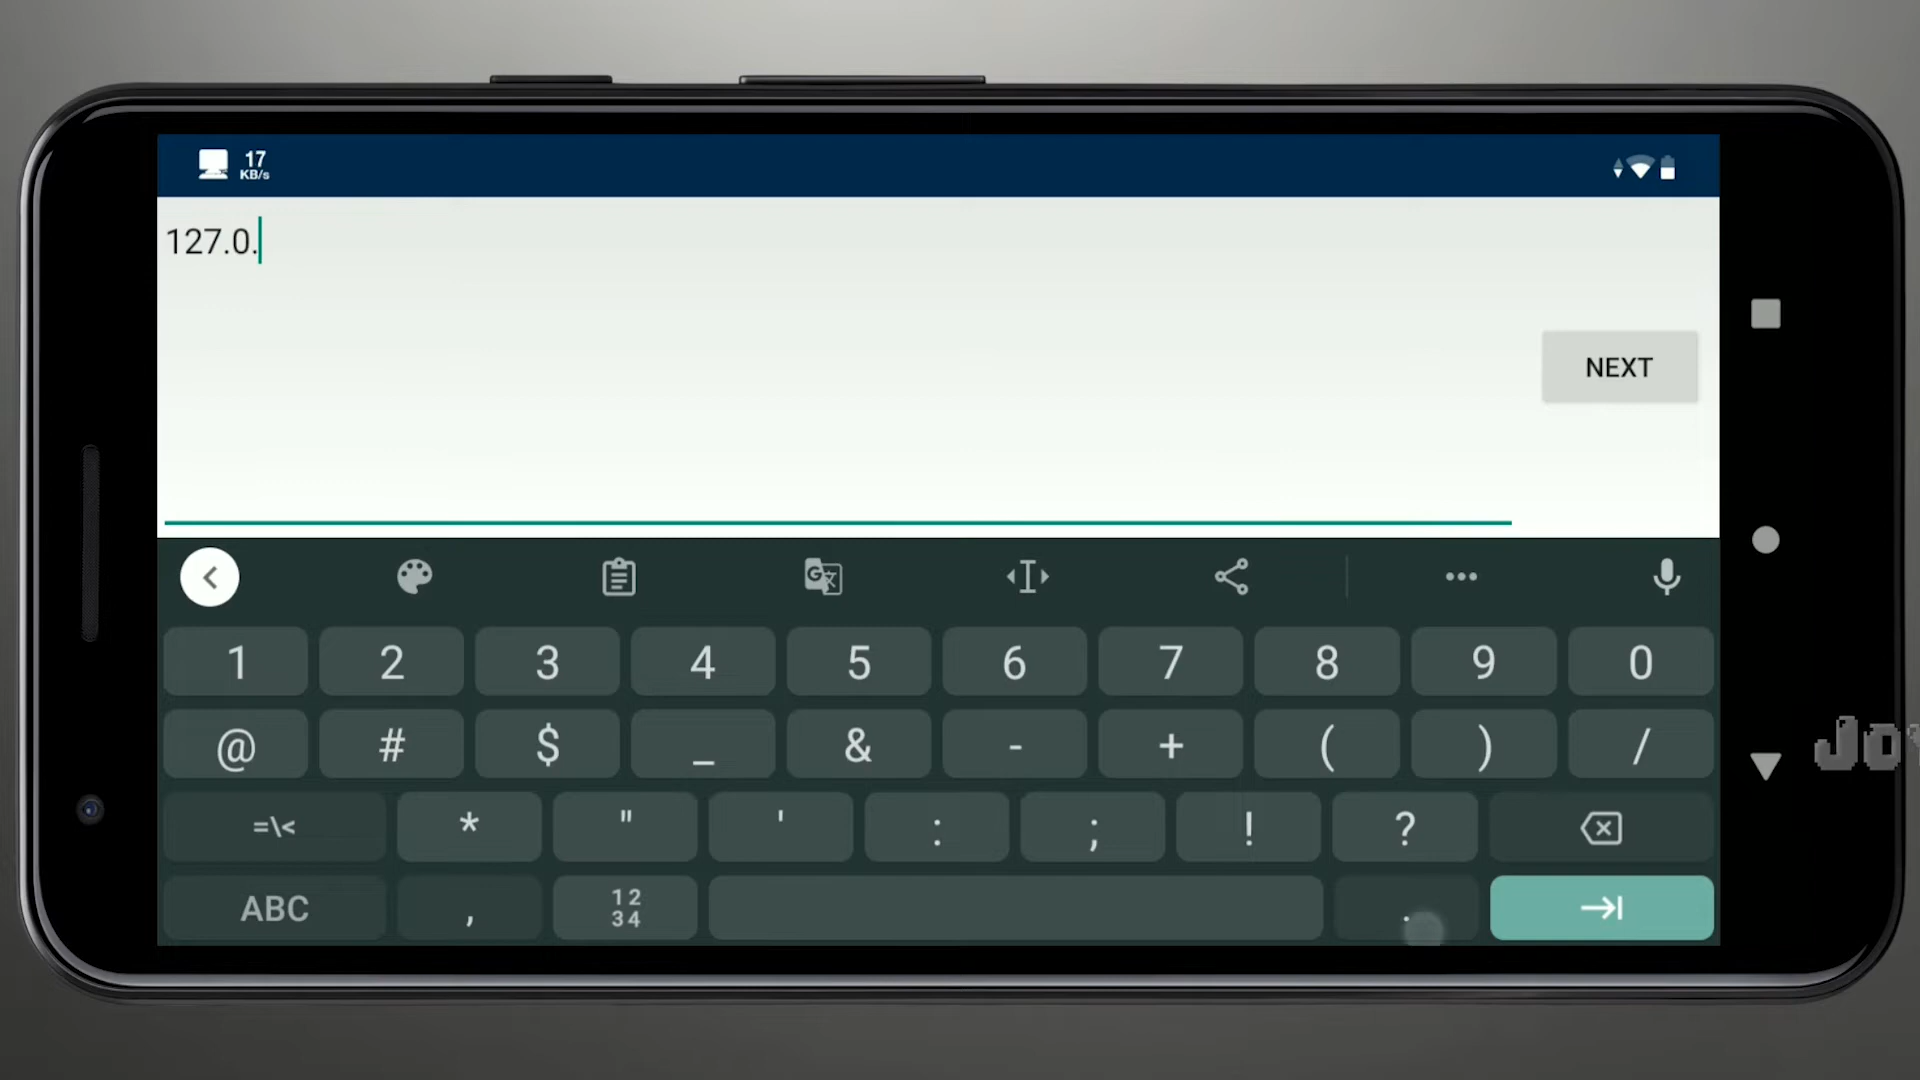 17
KB/s
127.0.
NEXT
1 2 3 4 5 6 7 8 9 0
@ # $ _ & - + ( ) /
=\< * " ' : ; ! ?
ABC , 12 .
34